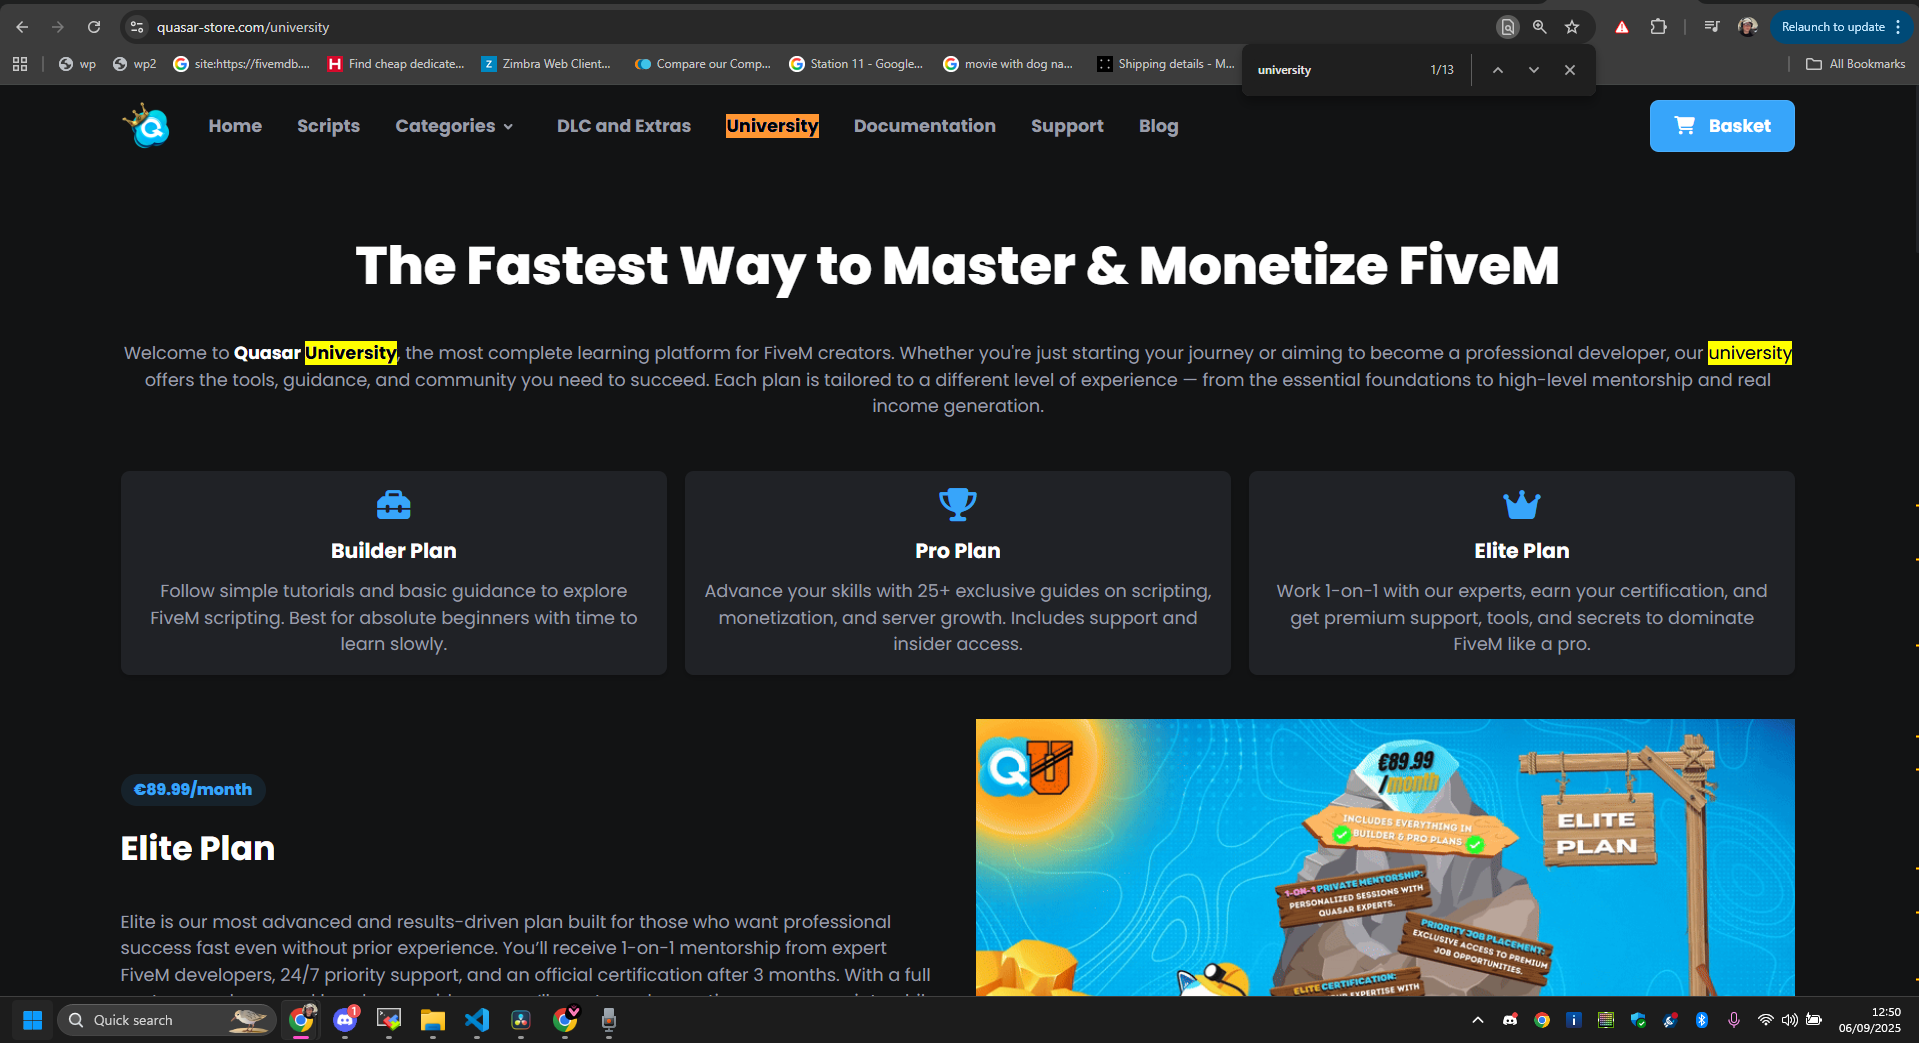 quasar-store.com/university
Relaunch to update
wp
wp2
site:https://fivemdb....
Find cheap dedicate...
Zimbra Web Client...
Compare our Comp...
Station 11 - Google...
movie with dog na...
Shipping details - M...
All Bookmarks
university
1/13
Home
Scripts
Categories
DLC and Extras
University
Documentation
Support
Blog
Basket
The Fastest Way to Master & Monetize FiveM
Welcome to Quasar University, the most complete learning platform for FiveM creators. Whether you're just starting your journey or aiming to become a professional developer, our university
offers the tools, guidance, and community you need to succeed. Each plan is tailored to a different level of experience — from the essential foundations to high-level mentorship and real
income generation.
Builder Plan
Follow simple tutorials and basic guidance to explore
FiveM scripting. Best for absolute beginners with time to
learn slowly.
Pro Plan
Advance your skills with 25+ exclusive guides on scripting,
monetization, and server growth. Includes support and
insider access.
Elite Plan
Work 1-on-1 with our experts, earn your certification, and
get premium support, tools, and secrets to dominate
FiveM like a pro.
€89.99/month
Elite Plan
Elite is our most advanced and results-driven plan built for those who want professional
success fast even without prior experience. You'll receive 1-on-1 mentorship from expert
FiveM developers, 24/7 priority support, and an official certification after 3 months. With a full
QU
€89.99
/month
INCLUDES EVERYTHING IN
BUILDER & PRO PLANS
ELITE
PLAN
1-ON-1 PRIVATE MENTORSHIP:
PERSONALIZED SESSIONS WITH
QUASAR EXPERTS.
PRIORITY JOB PLACEMENT:
EXCLUSIVE ACCESS TO PREMIUM
JOB OPPORTUNITIES.
ELITE CERTIFICATION:
EXPERTISE WITH
Quick search
1
12:50
06/09/2025